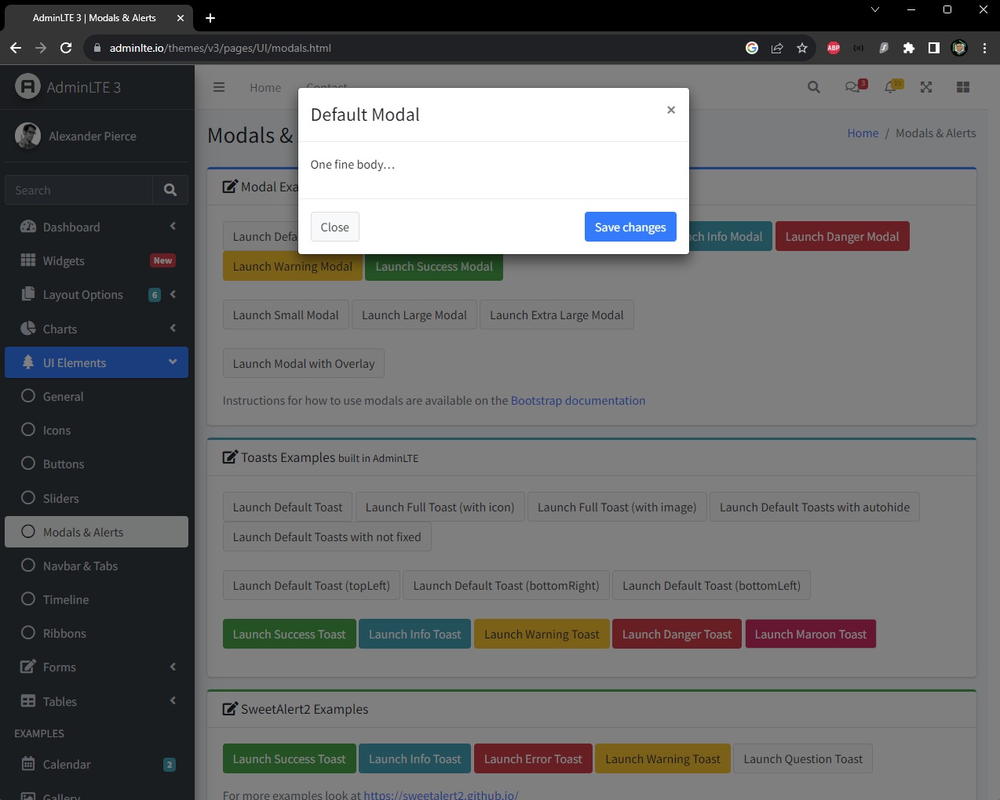 AdminLTE 3 | Modals & Alerts
adminlte.io/themes/v3/pages/UI/modals.html
ABP
AdminLTE 3
Home
Contact
3
15
Alexander Pierce
Search
Dashboard
Widgets New
Layout Options 6
Charts
UI Elements
General
Icons
Buttons
Sliders
Modals & Alerts
Navbar & Tabs
Timeline
Ribbons
Forms
Tables
EXAMPLES
Calendar 2
Gallery
Default Modal
×
One fine body…
Close
Save changes
Modals &
Home / Modals & Alerts
Modal Exa
Launch Defa
ch Info Modal
Launch Danger Modal
Launch Warning Modal
Launch Success Modal
Launch Small Modal
Launch Large Modal
Launch Extra Large Modal
Launch Modal with Overlay
Instructions for how to use modals are available on the Bootstrap documentation
Toasts Examples built in AdminLTE
Launch Default Toast
Launch Full Toast (with icon)
Launch Full Toast (with image)
Launch Default Toasts with autohide
Launch Default Toasts with not fixed
Launch Default Toast (topLeft)
Launch Default Toast (bottomRight)
Launch Default Toast (bottomLeft)
Launch Success Toast
Launch Info Toast
Launch Warning Toast
Launch Danger Toast
Launch Maroon Toast
SweetAlert2 Examples
Launch Success Toast
Launch Info Toast
Launch Error Toast
Launch Warning Toast
Launch Question Toast
For more examples look at https://sweetalert2.github.io/